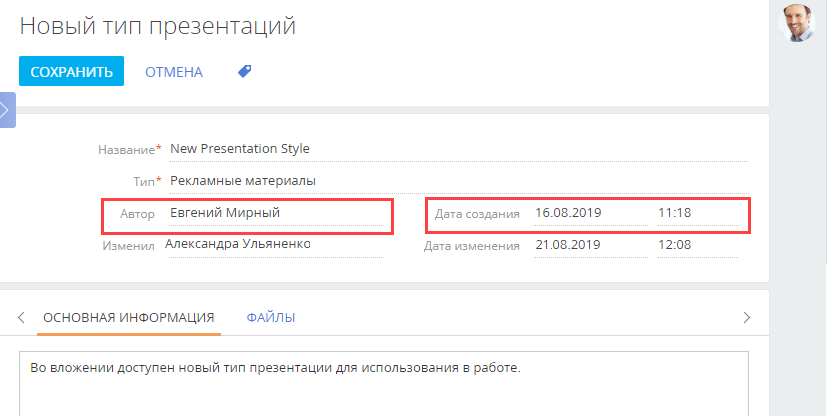 Новый тип презентаций
СОХРАНИТЬ ОТМЕНА
Название* New Presentation Style
Тип* Рекламные материалы
Автор Евгений Мирный Дата создания 16.08.2019 11:18
Изменил Александра Ульяненко Дата изменения 21.08.2019 12:08
ОСНОВНАЯ ИНФОРМАЦИЯ ФАЙЛЫ
Во вложении доступен новый тип презентации для использования в работе.